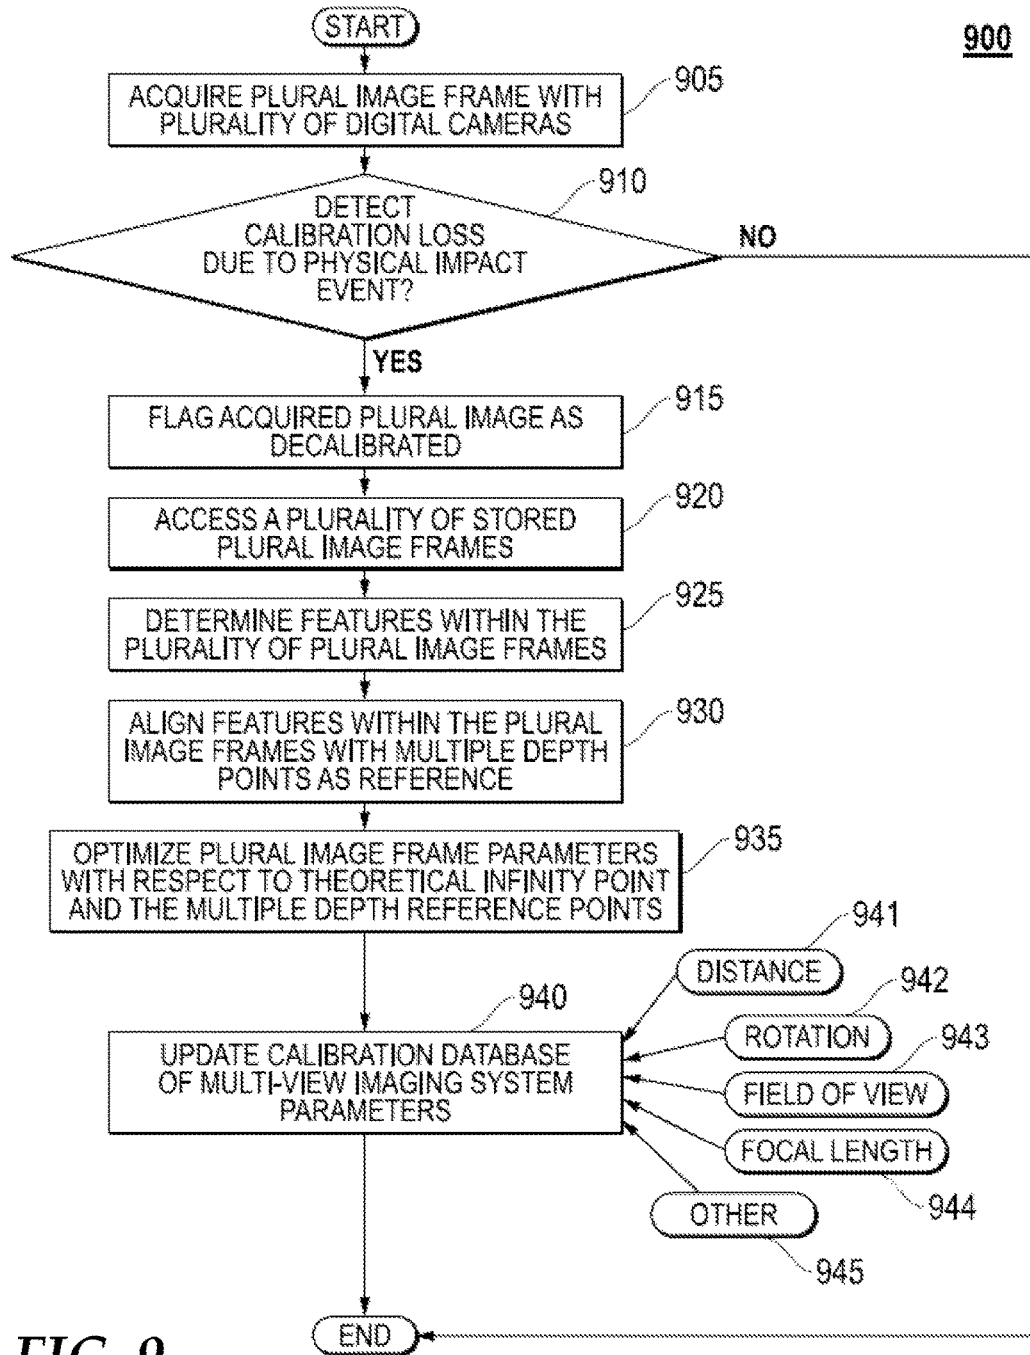 START
900
905
ACQUIRE PLURAL IMAGE FRAME WITH
PLURALITY OF DIGITAL CAMERAS
910
DETECT
CALIBRATION LOSS
DUE TO PHYSICAL IMPACT
EVENT?
NO
YES
915
FLAG ACQUIRED PLURAL IMAGE AS
DECALIBRATED
920
ACCESS A PLURALITY OF STORED
PLURAL IMAGE FRAMES
925
DETERMINE FEATURES WITHIN THE
PLURALITY OF PLURAL IMAGE FRAMES
930
ALIGN FEATURES WITHIN THE PLURAL
IMAGE FRAMES WITH MULTIPLE DEPTH
POINTS AS REFERENCE
935
OPTIMIZE PLURAL IMAGE FRAME PARAMETERS
WITH RESPECT TO THEORETICAL INFINITY POINT
AND THE MULTIPLE DEPTH REFERENCE POINTS
941
DISTANCE
942
ROTATION
943
FIELD OF VIEW
FOCAL LENGTH
944
OTHER
945
940
UPDATE CALIBRATION DATABASE
OF MULTI-VIEW IMAGING SYSTEM
PARAMETERS
END
FIG. 9